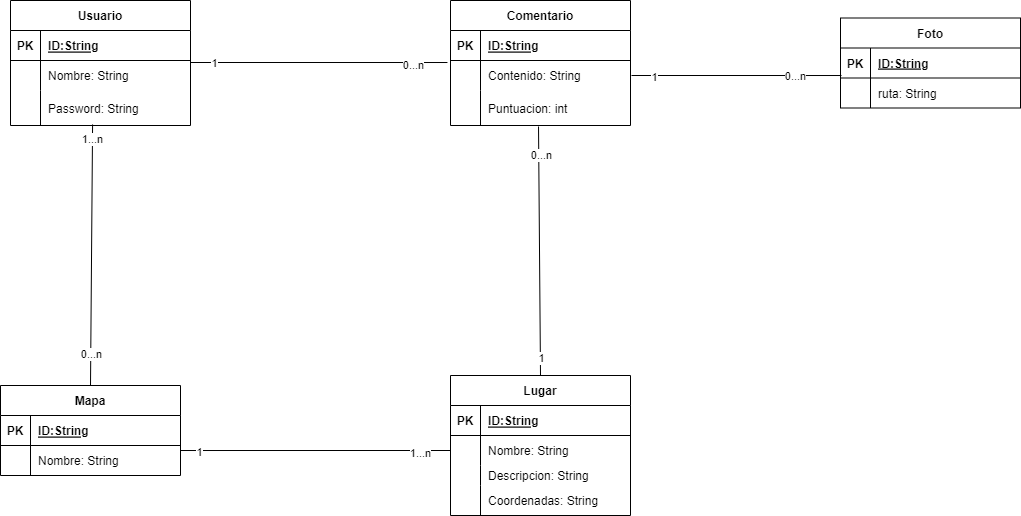 Usuario
PK ID:String
Nombre: String
Password: String
Comentario
PK ID:String
Contenido: String
Puntuacion: int
Foto
PK ID:String
ruta: String
1
0...n
1
0...n
1...n
0...n
0...n
1
Mapa
PK ID:String
Nombre: String
1
1...n
Lugar
PK ID:String
Nombre: String
Descripcion: String
Coordenadas: String